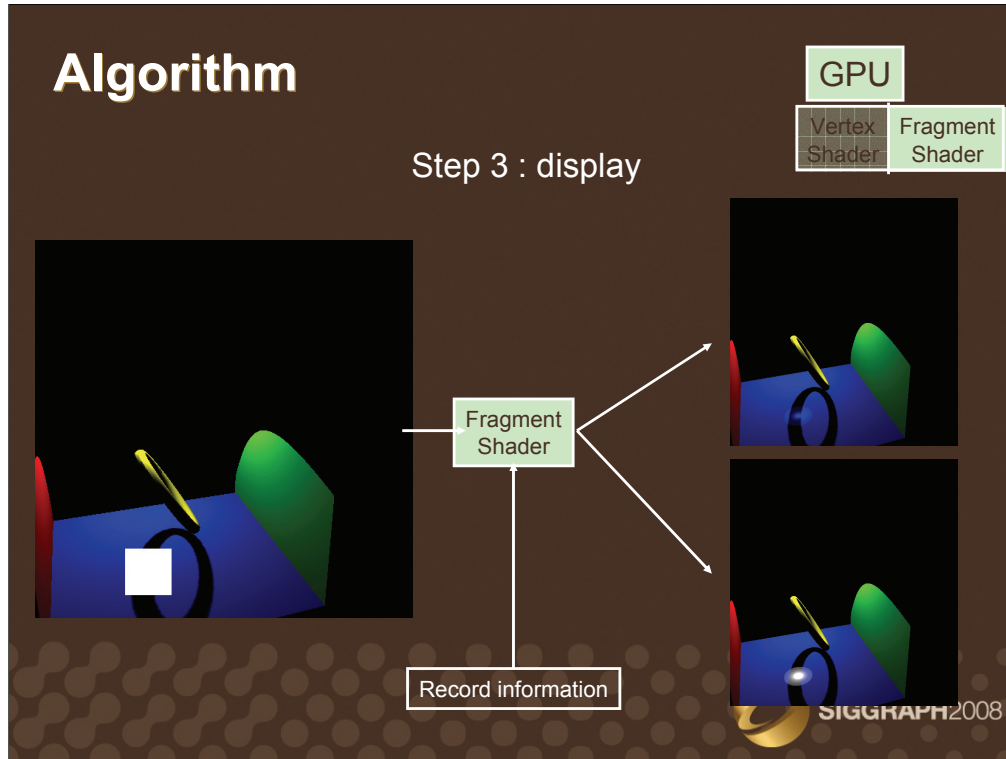 Algorithm
GPU
Vertex
Shader
Fragment
Shader
Step 3 : display
Fragment
Shader
Record information
SIGGRAPH2008